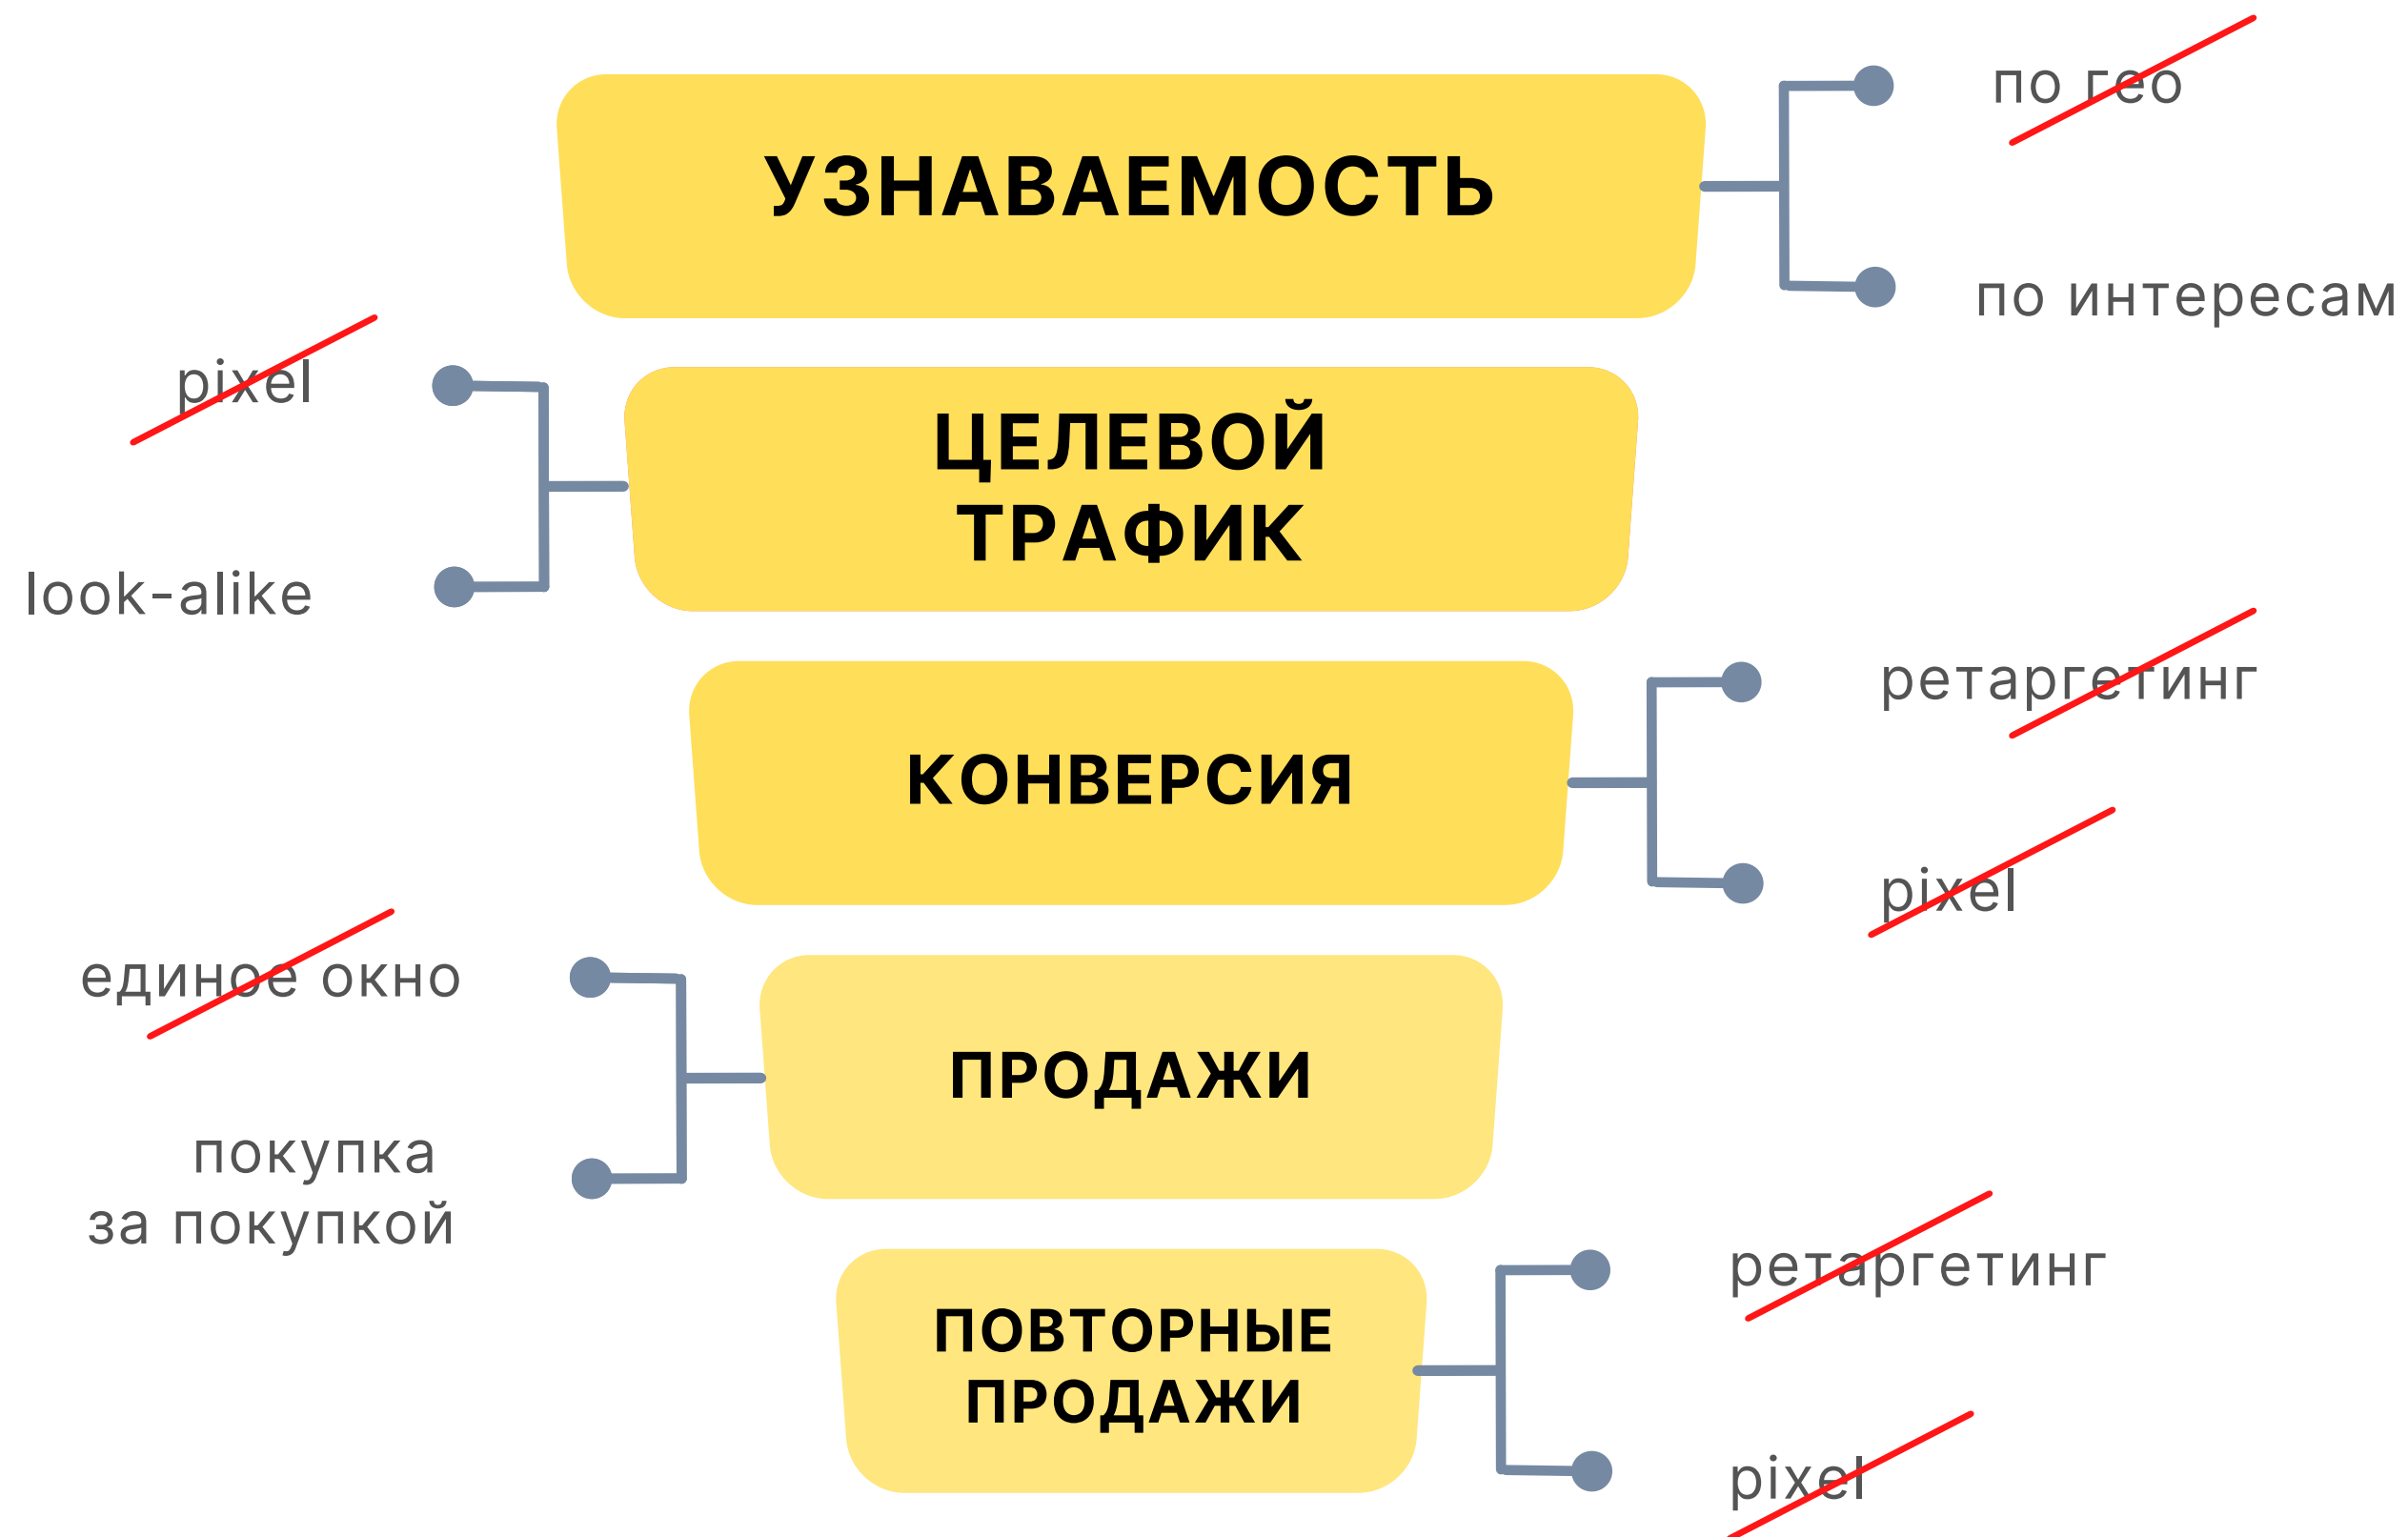 по гео
УЗНАВАЕМОСТЬ
по интересам
pixel
ЦЕЛЕВОЙ
ТРАФИК
look-alike
ретаргетинг
КОНВЕРСИЯ
pixel
единое окно
ПРОДАЖИ
покупка
за покупкой
ретаргетинг
ПОВТОРНЫЕ
ПРОДАЖИ
pixel